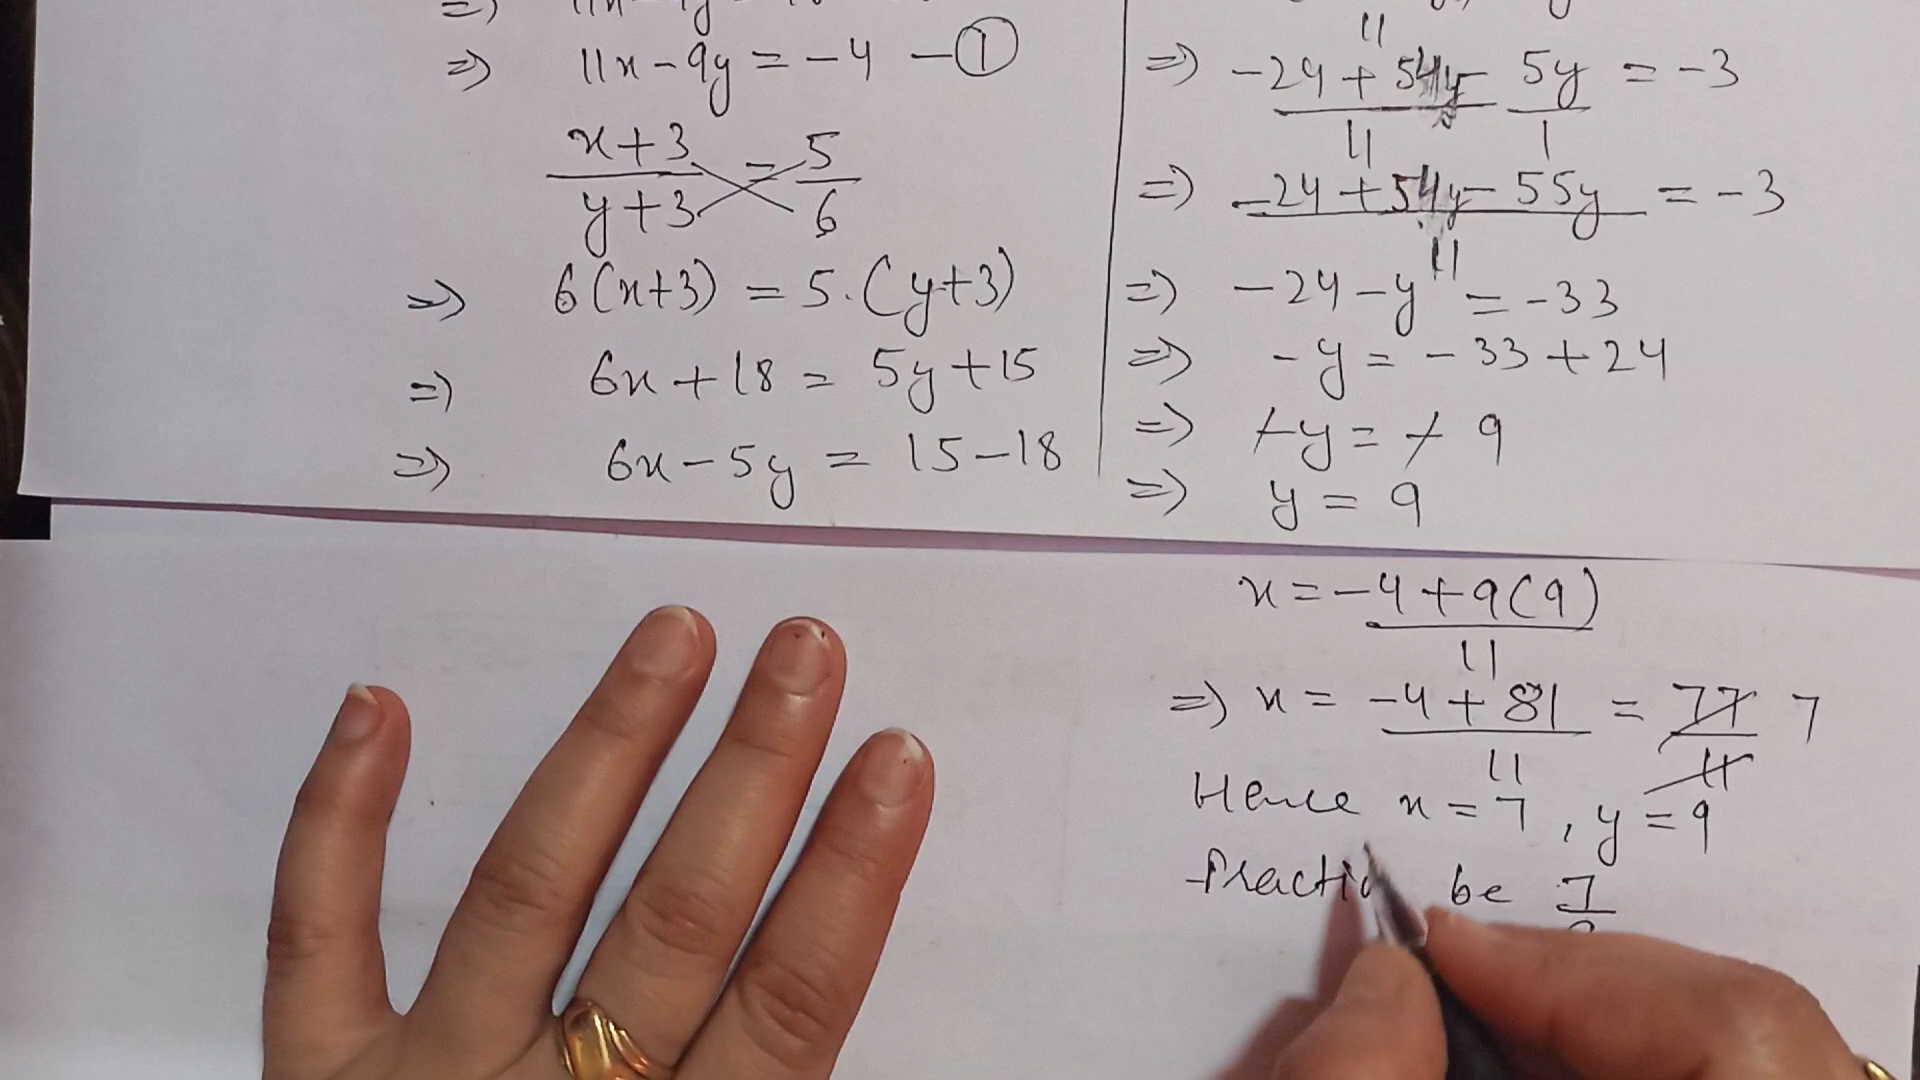 => 11x-9y = -4 -①
x+3/y+3 = 5/6
=> 6(x+3) = 5.(y+3)
=> 6x+18 = 5y+15
=> 6x-5y = 15-18
=> -24+54y/11 - 5y/1 = -3
=> -24+54y-55y/11 = -3
=> -24-y = -33
=> -y = -33+24
=> -y = -9
=> y = 9
x = -4+9(9)/11
=> x = -4+81/11 = 77/11 7
Hence x = 7, y = 9
be 7